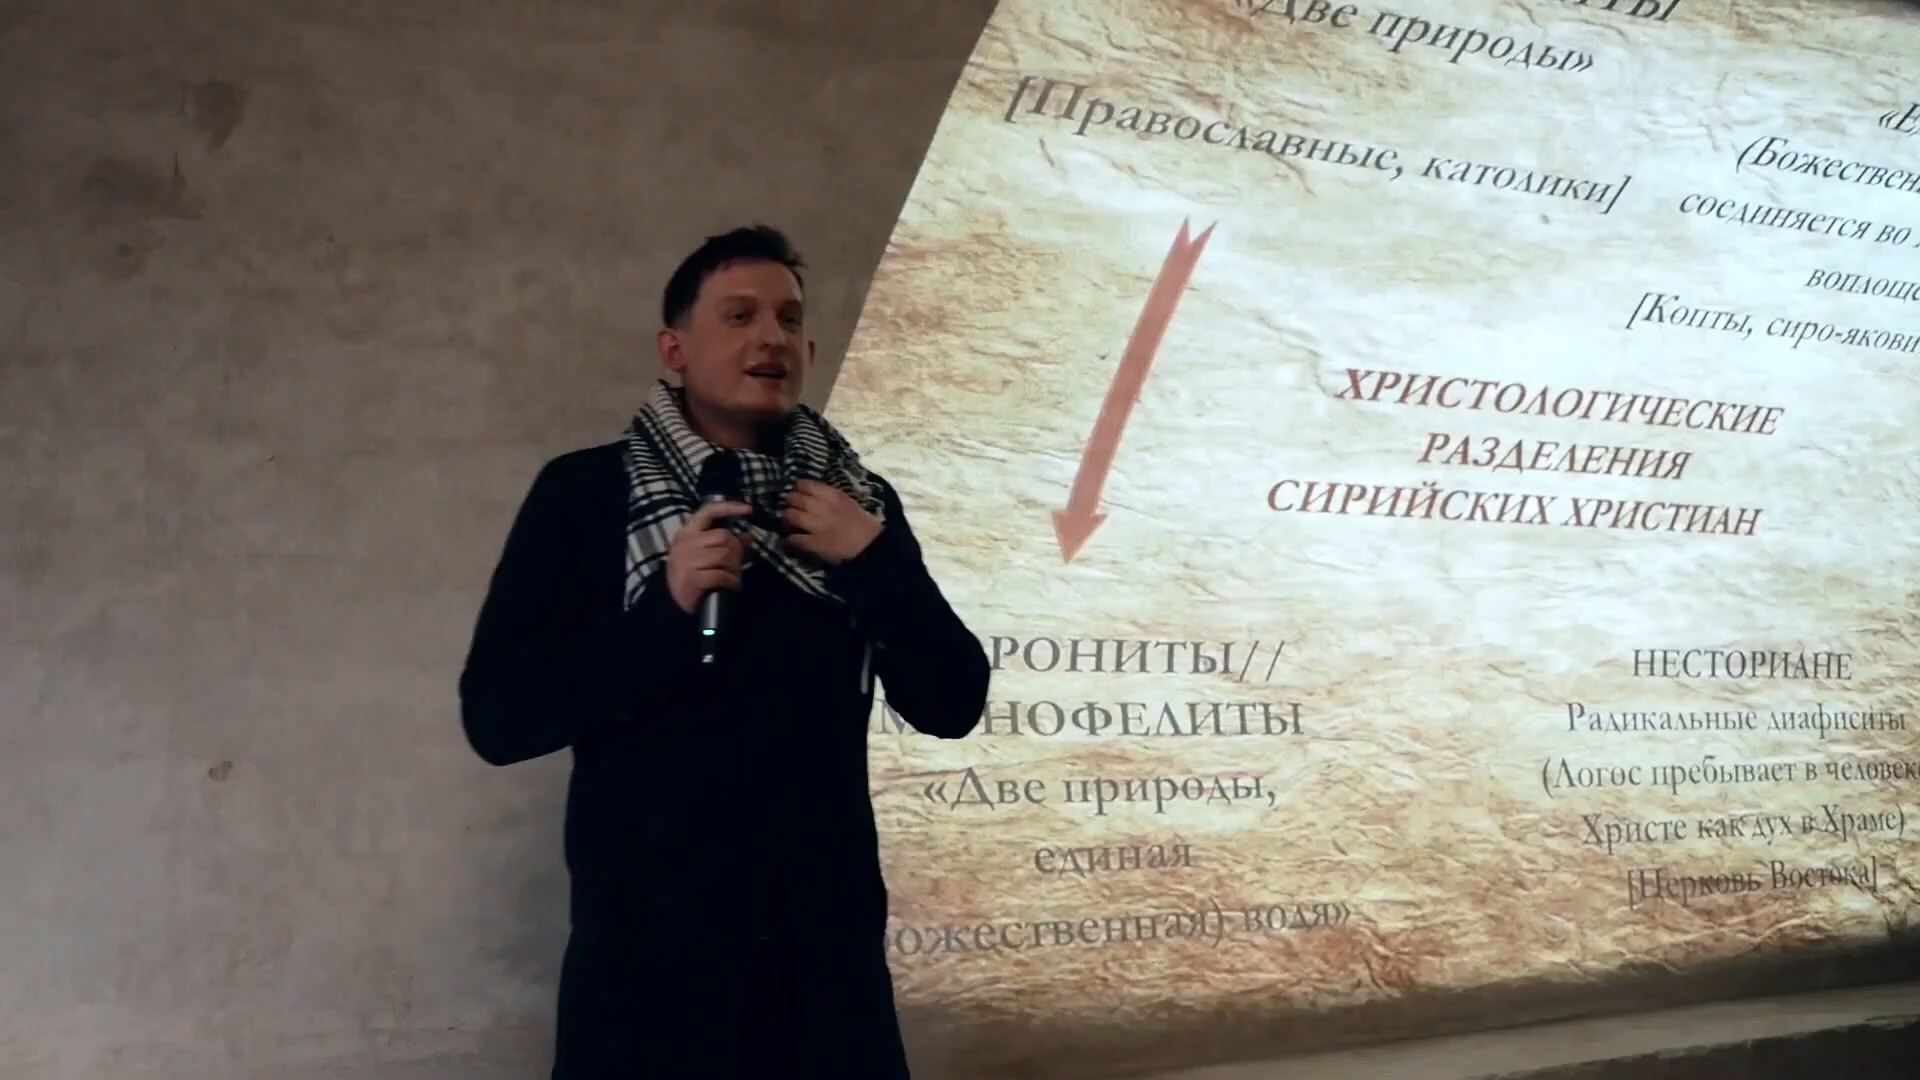 «Две природы»
[Православные, католики]
(Божествен
соединяется во
воплоще
[Копты, сиро-якови
ХРИСТОЛОГИЧЕСКИЕ
РАЗДЕЛЕНИЯ
СИРИЙСКИХ ХРИСТИАН
РОНИТЫ//
М НОФЕЛИТЫ
«Две природы,
единая
ожественная) воля»
НЕСТОРИАНЕ
Радикальные диафиситы
(Логос пребывает в человеке
Христе как дух в Храме)
[Церковь Востока]